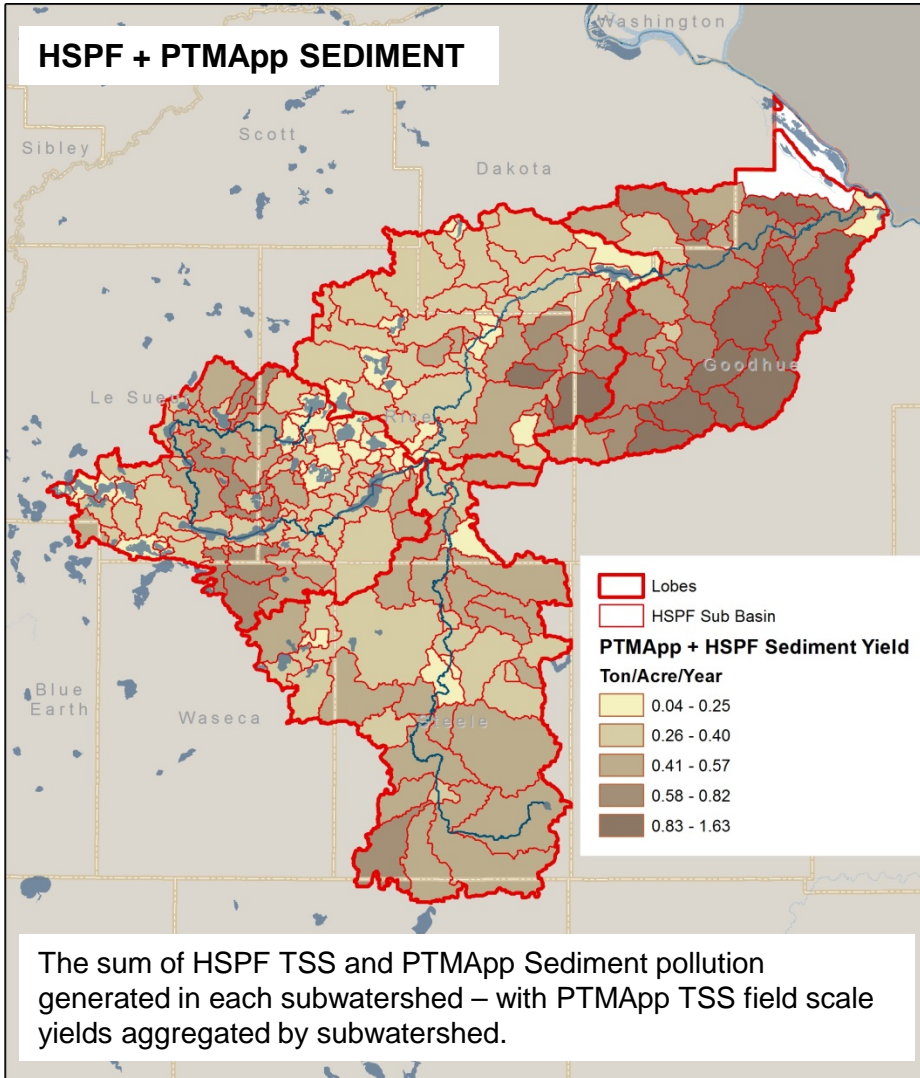 Washington
HSPF + PTMApp SEDIMENT
Scott
Sibley
Dakota
Goodhue
Le Sueur
Rice
Lobes
HSPF Sub Basin
PTMApp + HSPF Sediment Yield
Ton/Acre/Year
0.04 - 0.25
0.26 - 0.40
0.41 - 0.57
0.58 - 0.82
0.83 - 1.63
Blue
Earth
Waseca
Steele
The sum of HSPF TSS and PTMApp Sediment pollution
generated in each subwatershed – with PTMApp TSS field scale
yields aggregated by subwatershed.